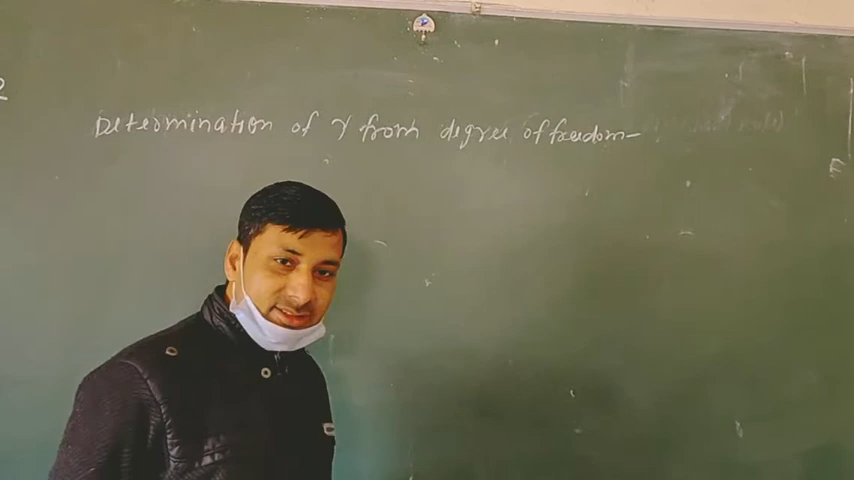 Determination of γ from degree of freedom-